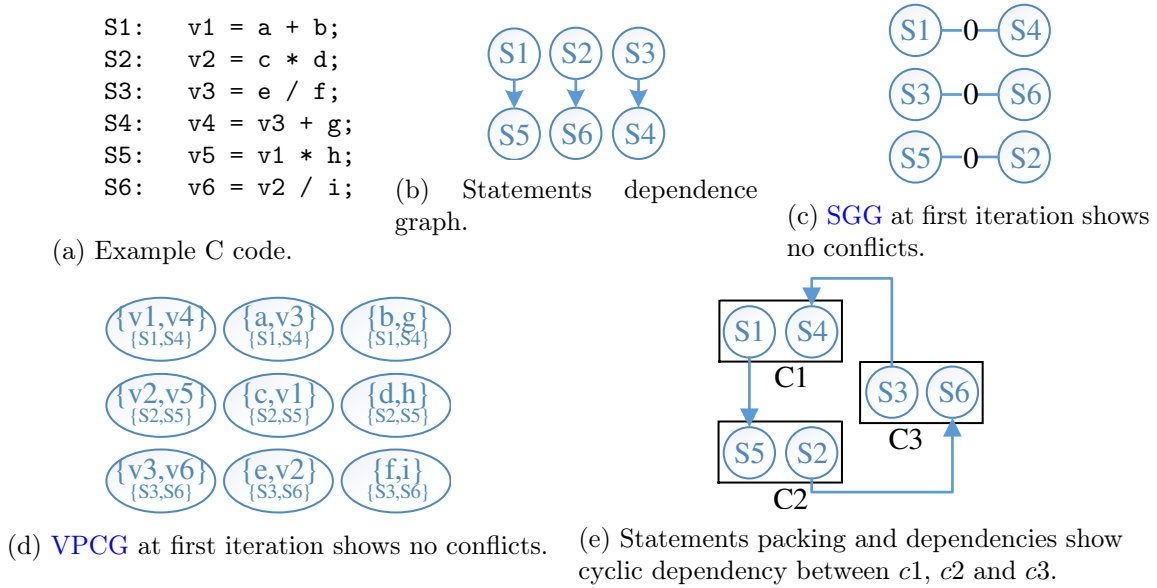 S1: v1 = a + b;
S2: v2 = c * d;
S3: v3 = e / f;
S4: v4 = v3 + g;
S5: v5 = v1 * h;
S6: v6 = v2 / i;
(a) Example C code.
S1 S2 S3
S5 S6 S4
(b) Statements dependence
graph.
S1 0 S4
S3 0 S6
S5 0 S2
(c) SGG at first iteration shows
no conflicts.
{v1,v4} {a,v3} {b,g}
{S1,S4} {S1,S4} {S1,S4}
{v2,v5} {c,v1} {d,h}
{S2,S5} {S2,S5} {S2,S5}
{v3,v6} {e,v2} {f,i}
{S3,S6} {S3,S6} {S3,S6}
(d) VPCG at first iteration shows no conflicts.
S1 S4
C1
S3 S6
C3
S5 S2
C2
(e) Statements packing and dependencies show
cyclic dependency between c1, c2 and c3.